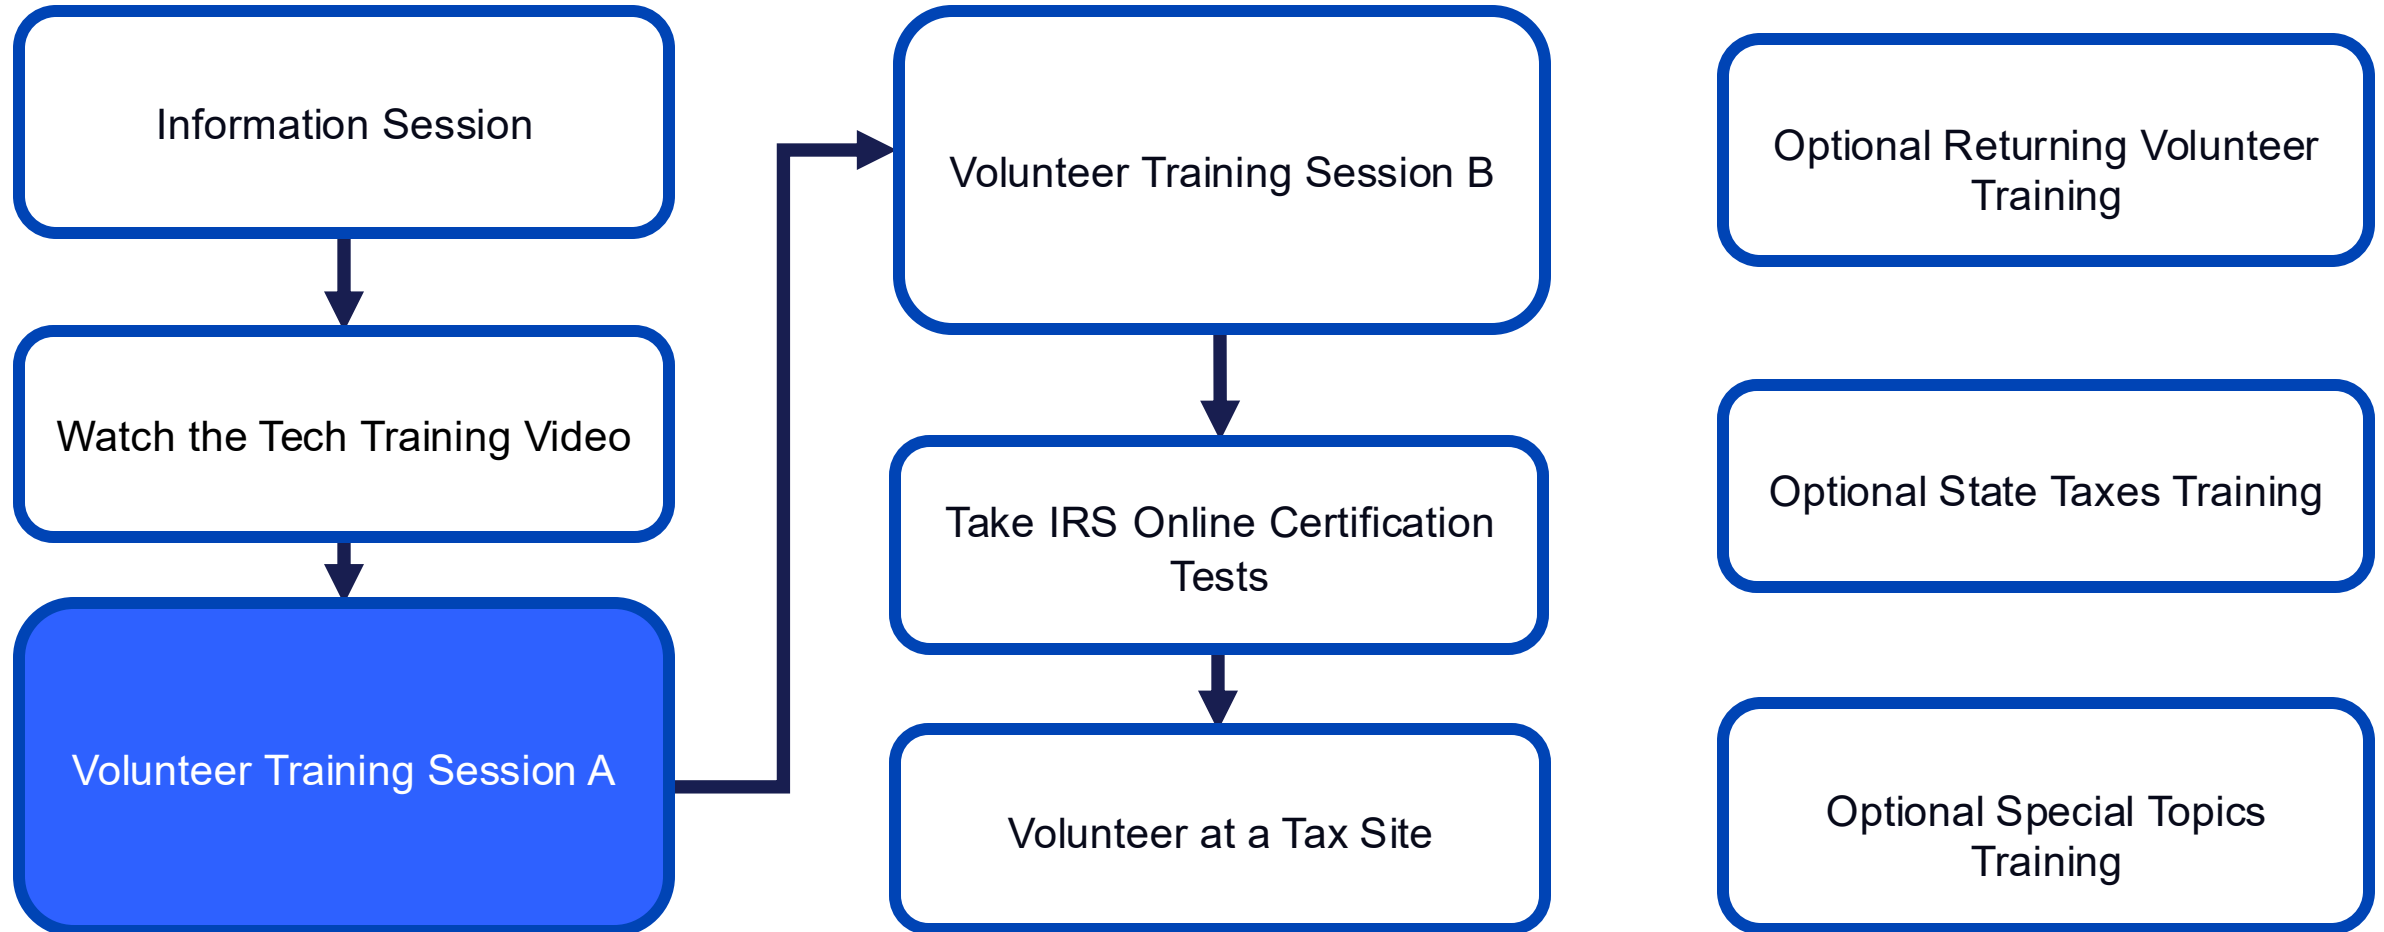 Information Session
Watch the Tech Training Video
Volunteer Training Session A
Volunteer Training Session B
Take IRS Online Certification
Tests
Volunteer at a Tax Site
Optional Returning Volunteer
Training
Optional State Taxes Training
Optional Special Topics
Training